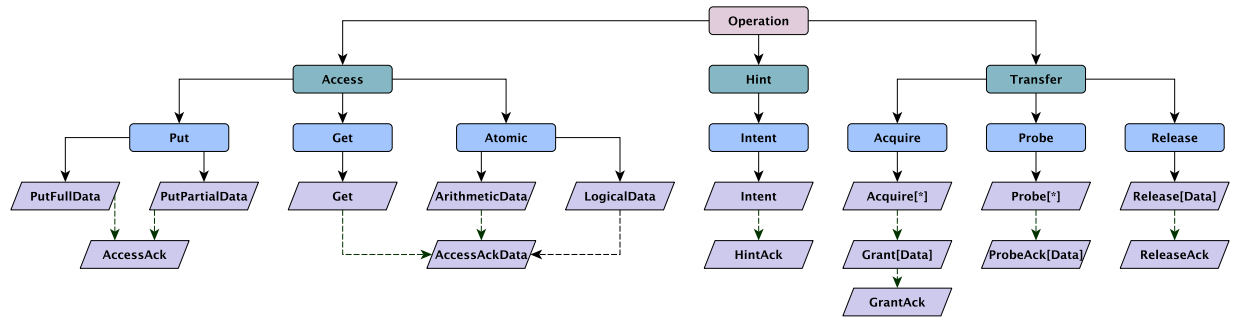 Operation
Access
Hint
Transfer
Put
Get
Atomic
Intent
Acquire
Probe
Release
PutFullData
PutPartialData
Get
ArithmeticData
LogicalData
Intent
Acquire[*]
Probe[*]
Release[Data]
AccessAck
AccessAckData
HintAck
Grant[Data]
ProbeAck[Data]
ReleaseAck
GrantAck